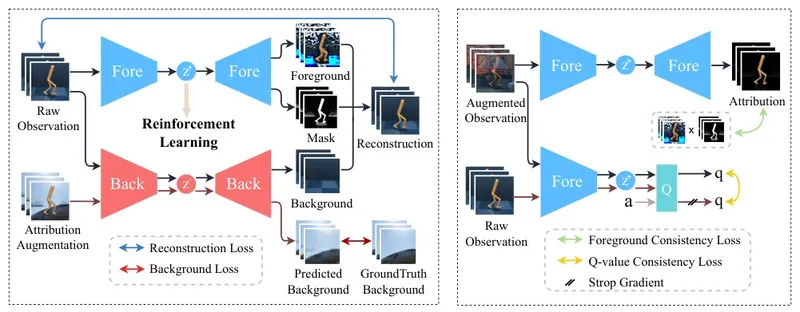 Raw
Observation
Fore
z⁺
Fore
Foreground
Mask
Reconstruction
Reinforcement
Learning
Back
z⁻
Back
Background
Attribution
Augmentation
Reconstruction Loss
Background Loss
Predicted
Background
GroundTruth
Background
Augmented
Observation
Fore
z⁺
Fore
Attribution
x
Raw
Observation
Fore
z⁺
a
Q
q
q
Foreground Consistency Loss
Q-value Consistency Loss
Strop Gradient